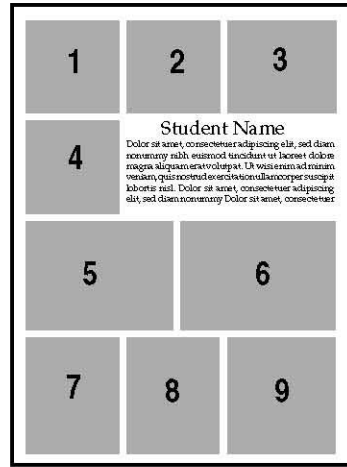 1 2 3
Student Name
4
Dolor sit amet, consectetuer adipiscing elit, sed diam
nonummy nibh euismod tincidunt ut laoreet dolore
magna aliquam erat volutpat. Ut wisi enim ad minim
veniam, quis nostrud exercitation ullamcorper suscipit
lobortis nisl. Dolor sit amet, consectetuer adipiscing
elit, sed diam nonummy Dolor sit amet, consectetuer
5 6
7 8 9